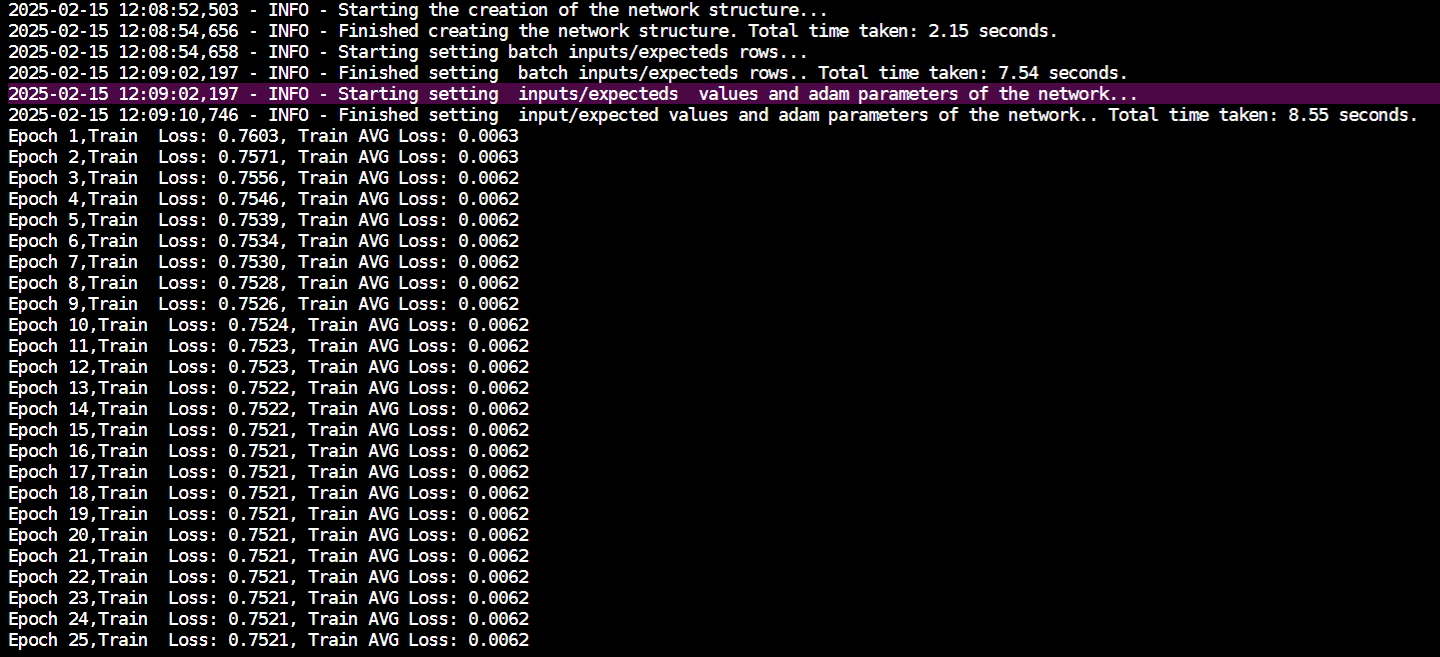 2025-02-15 12:08:52,503 - INFO - Starting the creation of the network structure...
2025-02-15 12:08:54,656 - INFO - Finished creating the network structure. Total time taken: 2.15 seconds.
2025-02-15 12:08:54,658 - INFO - Starting setting batch inputs/expecteds rows...
2025-02-15 12:09:02,197 - INFO - Finished setting  batch inputs/expecteds rows.. Total time taken: 7.54 seconds.
2025-02-15 12:09:02,197 - INFO - Starting setting  inputs/expecteds  values and adam parameters of the network...
2025-02-15 12:09:10,746 - INFO - Finished setting  input/expected values and adam parameters of the network.. Total time taken: 8.55 seconds.
Epoch 1,Train  Loss: 0.7603, Train AVG Loss: 0.0063
Epoch 2,Train  Loss: 0.7571, Train AVG Loss: 0.0063
Epoch 3,Train  Loss: 0.7556, Train AVG Loss: 0.0062
Epoch 4,Train  Loss: 0.7546, Train AVG Loss: 0.0062
Epoch 5,Train  Loss: 0.7539, Train AVG Loss: 0.0062
Epoch 6,Train  Loss: 0.7534, Train AVG Loss: 0.0062
Epoch 7,Train  Loss: 0.7530, Train AVG Loss: 0.0062
Epoch 8,Train  Loss: 0.7528, Train AVG Loss: 0.0062
Epoch 9,Train  Loss: 0.7526, Train AVG Loss: 0.0062
Epoch 10,Train  Loss: 0.7524, Train AVG Loss: 0.0062
Epoch 11,Train  Loss: 0.7523, Train AVG Loss: 0.0062
Epoch 12,Train  Loss: 0.7523, Train AVG Loss: 0.0062
Epoch 13,Train  Loss: 0.7522, Train AVG Loss: 0.0062
Epoch 14,Train  Loss: 0.7522, Train AVG Loss: 0.0062
Epoch 15,Train  Loss: 0.7521, Train AVG Loss: 0.0062
Epoch 16,Train  Loss: 0.7521, Train AVG Loss: 0.0062
Epoch 17,Train  Loss: 0.7521, Train AVG Loss: 0.0062
Epoch 18,Train  Loss: 0.7521, Train AVG Loss: 0.0062
Epoch 19,Train  Loss: 0.7521, Train AVG Loss: 0.0062
Epoch 20,Train  Loss: 0.7521, Train AVG Loss: 0.0062
Epoch 21,Train  Loss: 0.7521, Train AVG Loss: 0.0062
Epoch 22,Train  Loss: 0.7521, Train AVG Loss: 0.0062
Epoch 23,Train  Loss: 0.7521, Train AVG Loss: 0.0062
Epoch 24,Train  Loss: 0.7521, Train AVG Loss: 0.0062
Epoch 25,Train  Loss: 0.7521, Train AVG Loss: 0.0062